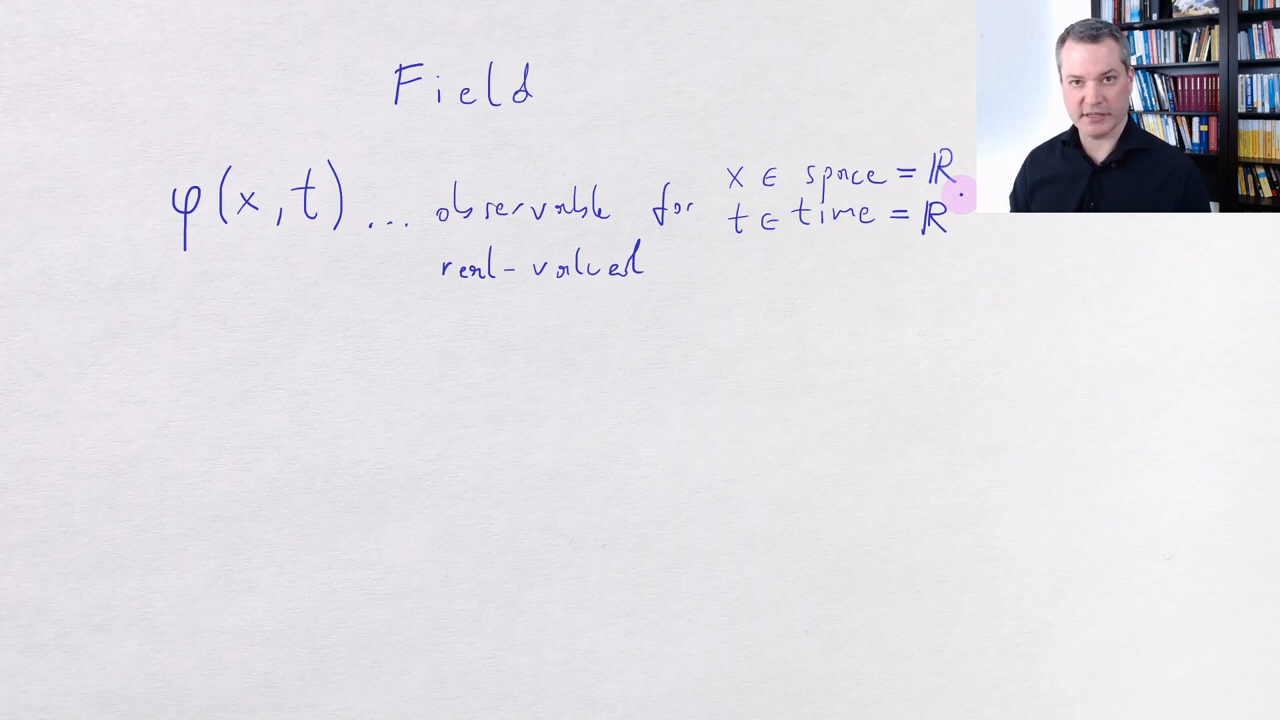 Field
φ(x,t)... observable for x ∈ space = ℝ
t ∈ time = ℝ
real-valued